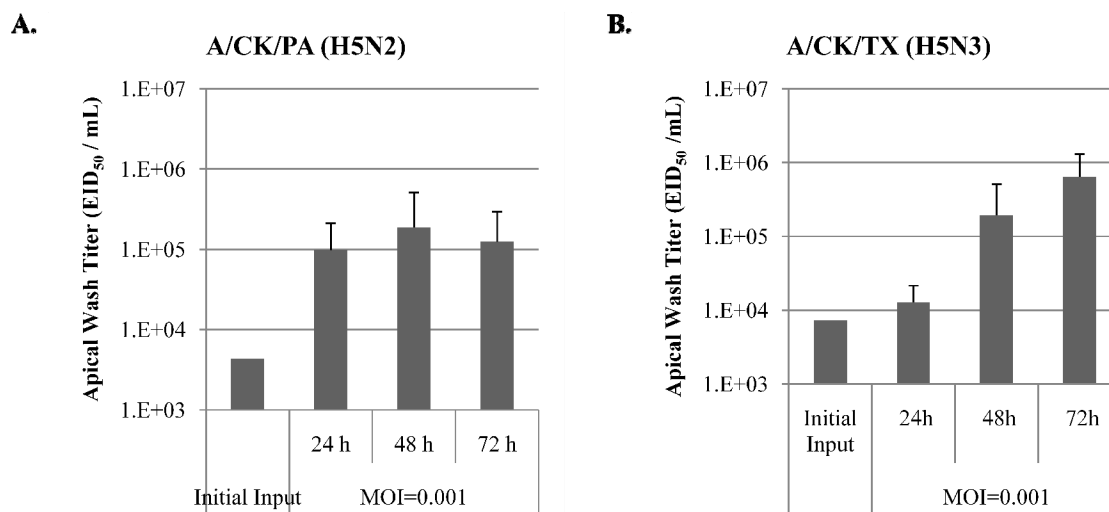 A.
A/CK/PA (H5N2)
Apical Wash Titer (EID50 / mL)
1.E+07
1.E+06
1.E+05
1.E+04
1.E+03
24 h 48 h 72 h
Initial Input MOI=0.001
B.
A/CK/TX (H5N3)
Apical Wash Titer (EID50 /mL)
1.E+07
1.E+06
1.E+05
1.E+04
1.E+03
Initial 24h 48h 72h
Input
MOI=0.001